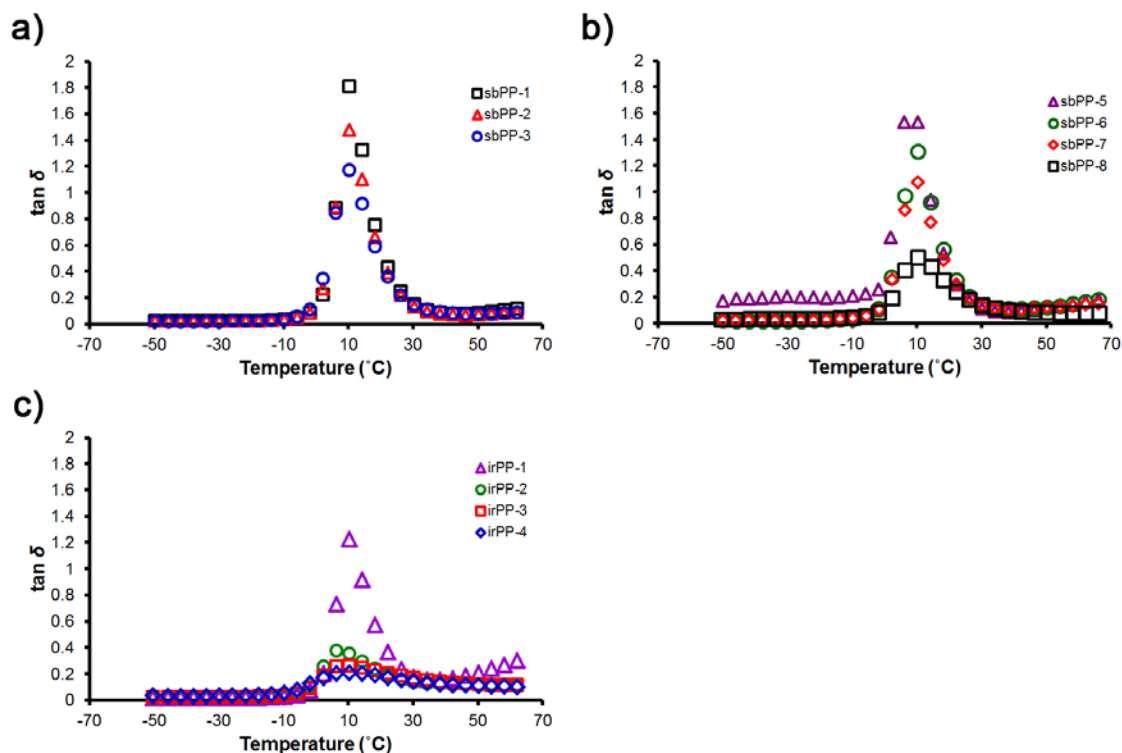 a)
2
1.8
1.6
1.4
1.2
1
0.8
0.6
0.4
0.2
0
tan δ
-70 -50 -30 -10 10 30 50 70
Temperature (˚C)
sbPP-1
sbPP-2
sbPP-3
b)
2
1.8
1.6
1.4
1.2
1
0.8
0.6
0.4
0.2
0
tan δ
-70 -50 -30 -10 10 30 50 70
Temperature (˚C)
sbPP-5
sbPP-6
sbPP-7
sbPP-8
c)
2
1.8
1.6
1.4
1.2
1
0.8
0.6
0.4
0.2
0
tan δ
-70 -50 -30 -10 10 30 50 70
Temperature (˚C)
irPP-1
irPP-2
irPP-3
irPP-4